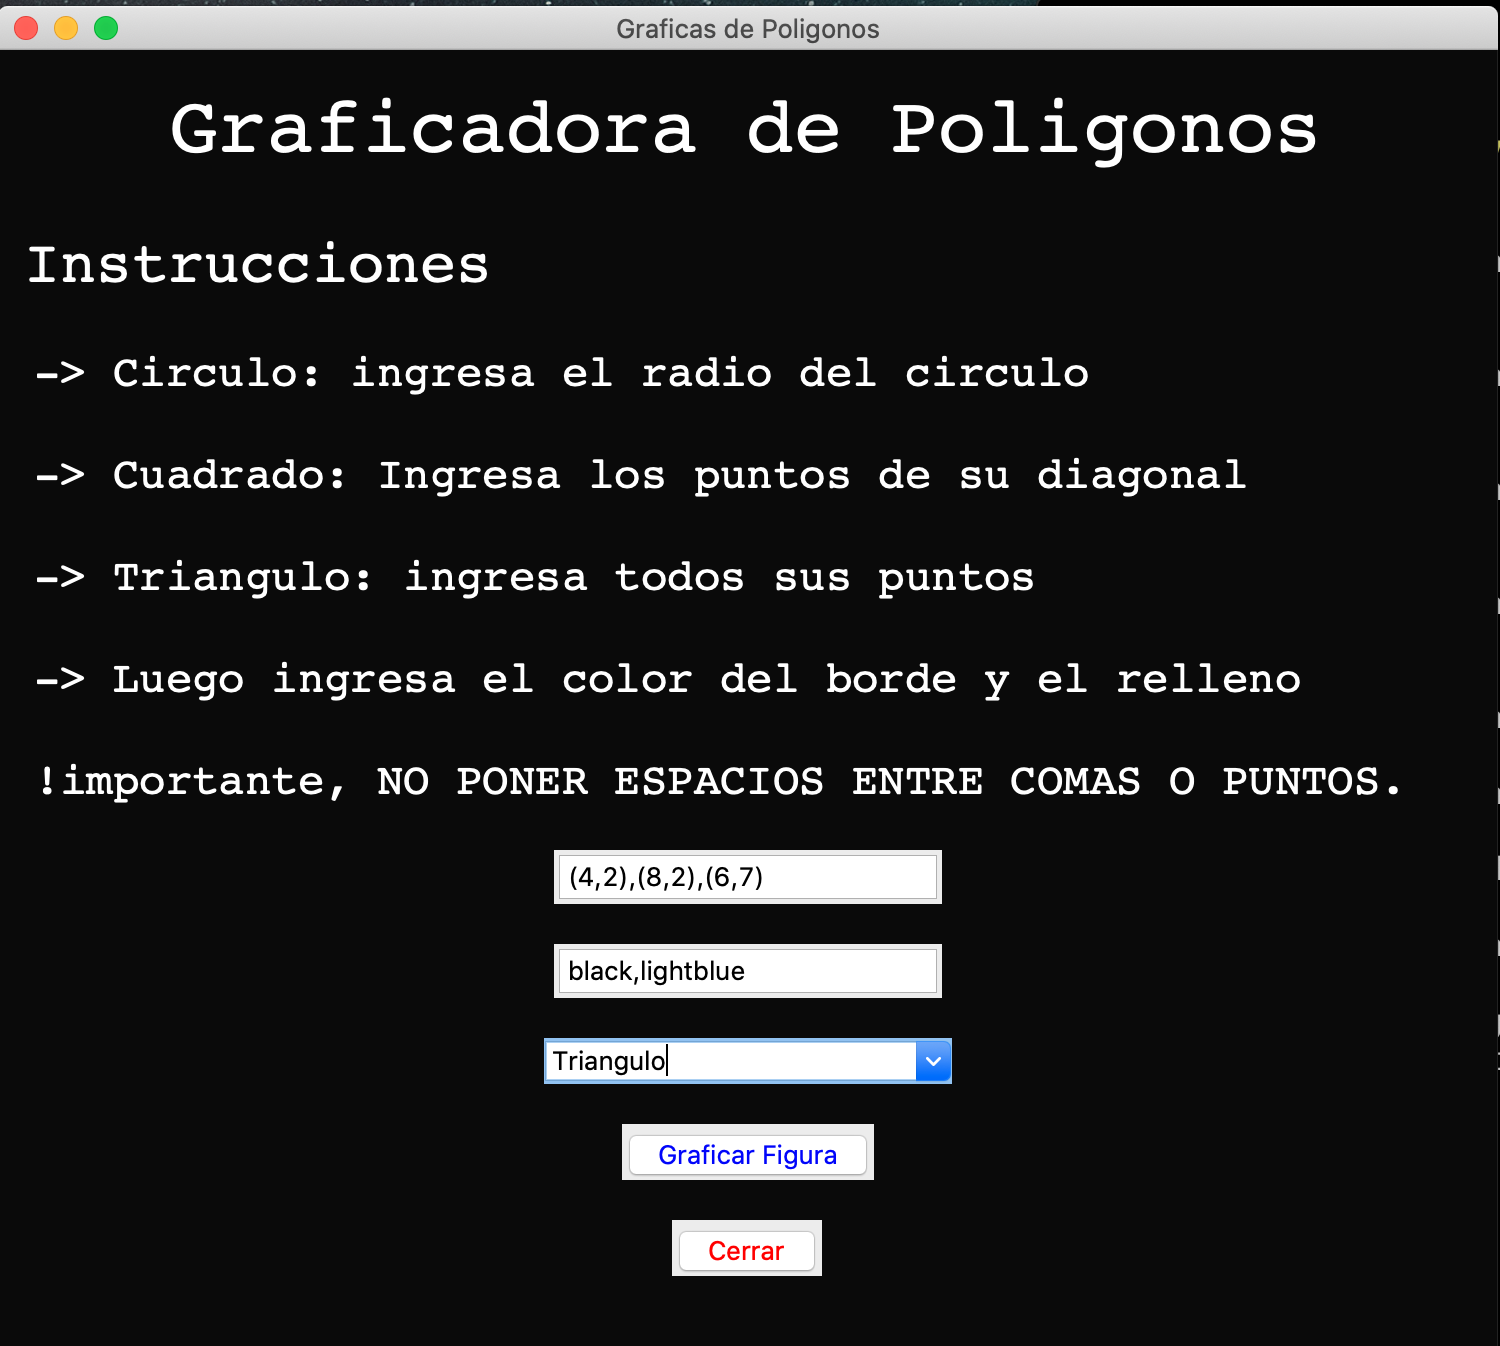 Graficas de Poligonos
Graficadora de Poligonos
Instrucciones
-> Circulo: ingresa el radio del circulo
-> Cuadrado: Ingresa los puntos de su diagonal
-> Triangulo: ingresa todos sus puntos
-> Luego ingresa el color del borde y el relleno
!importante, NO PONER ESPACIOS ENTRE COMAS O PUNTOS.
(4,2),(8,2),(6,7)
black,lightblue
Triangulo
Graficar Figura
Cerrar